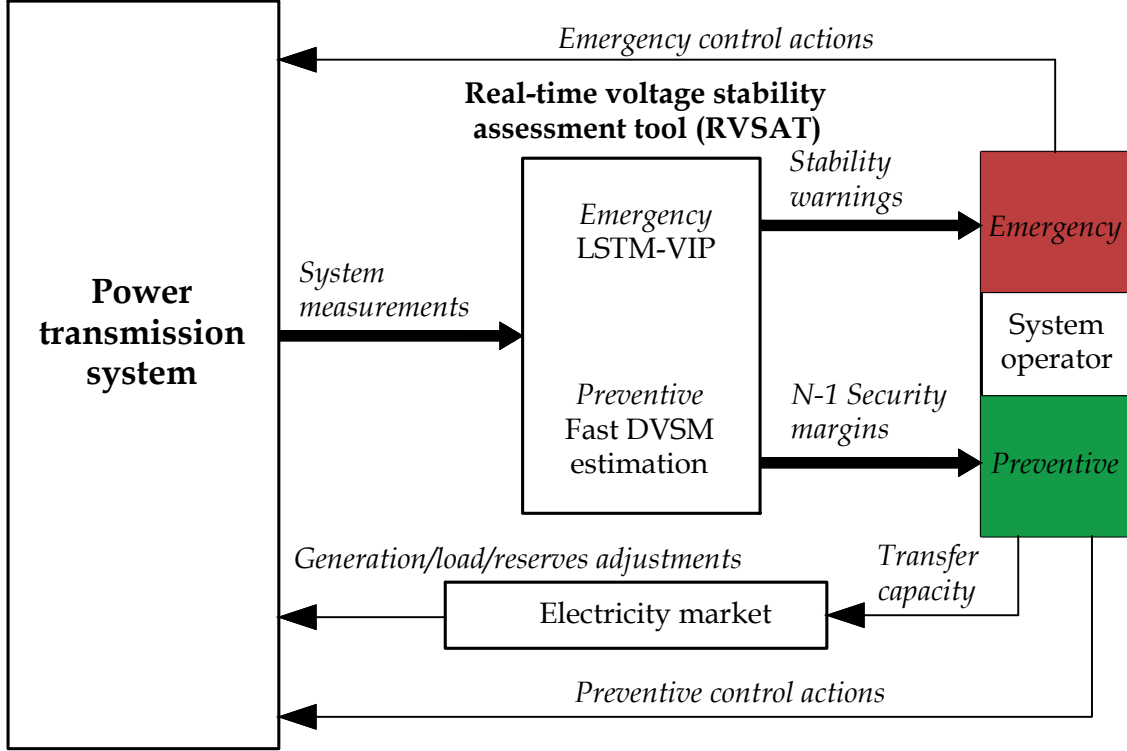 Emergency control actions
Real-time voltage stability
assessment tool (RVSAT)
Stability
warnings
Emergency
LSTM-VIP
Emergency
Power
transmission
system
System
measurements
System
operator
Preventive
Fast DVSM
estimation
N-1 Security
margins
Preventive
Generation/load/reserves adjustments
Transfer
capacity
Electricity market
Preventive control actions